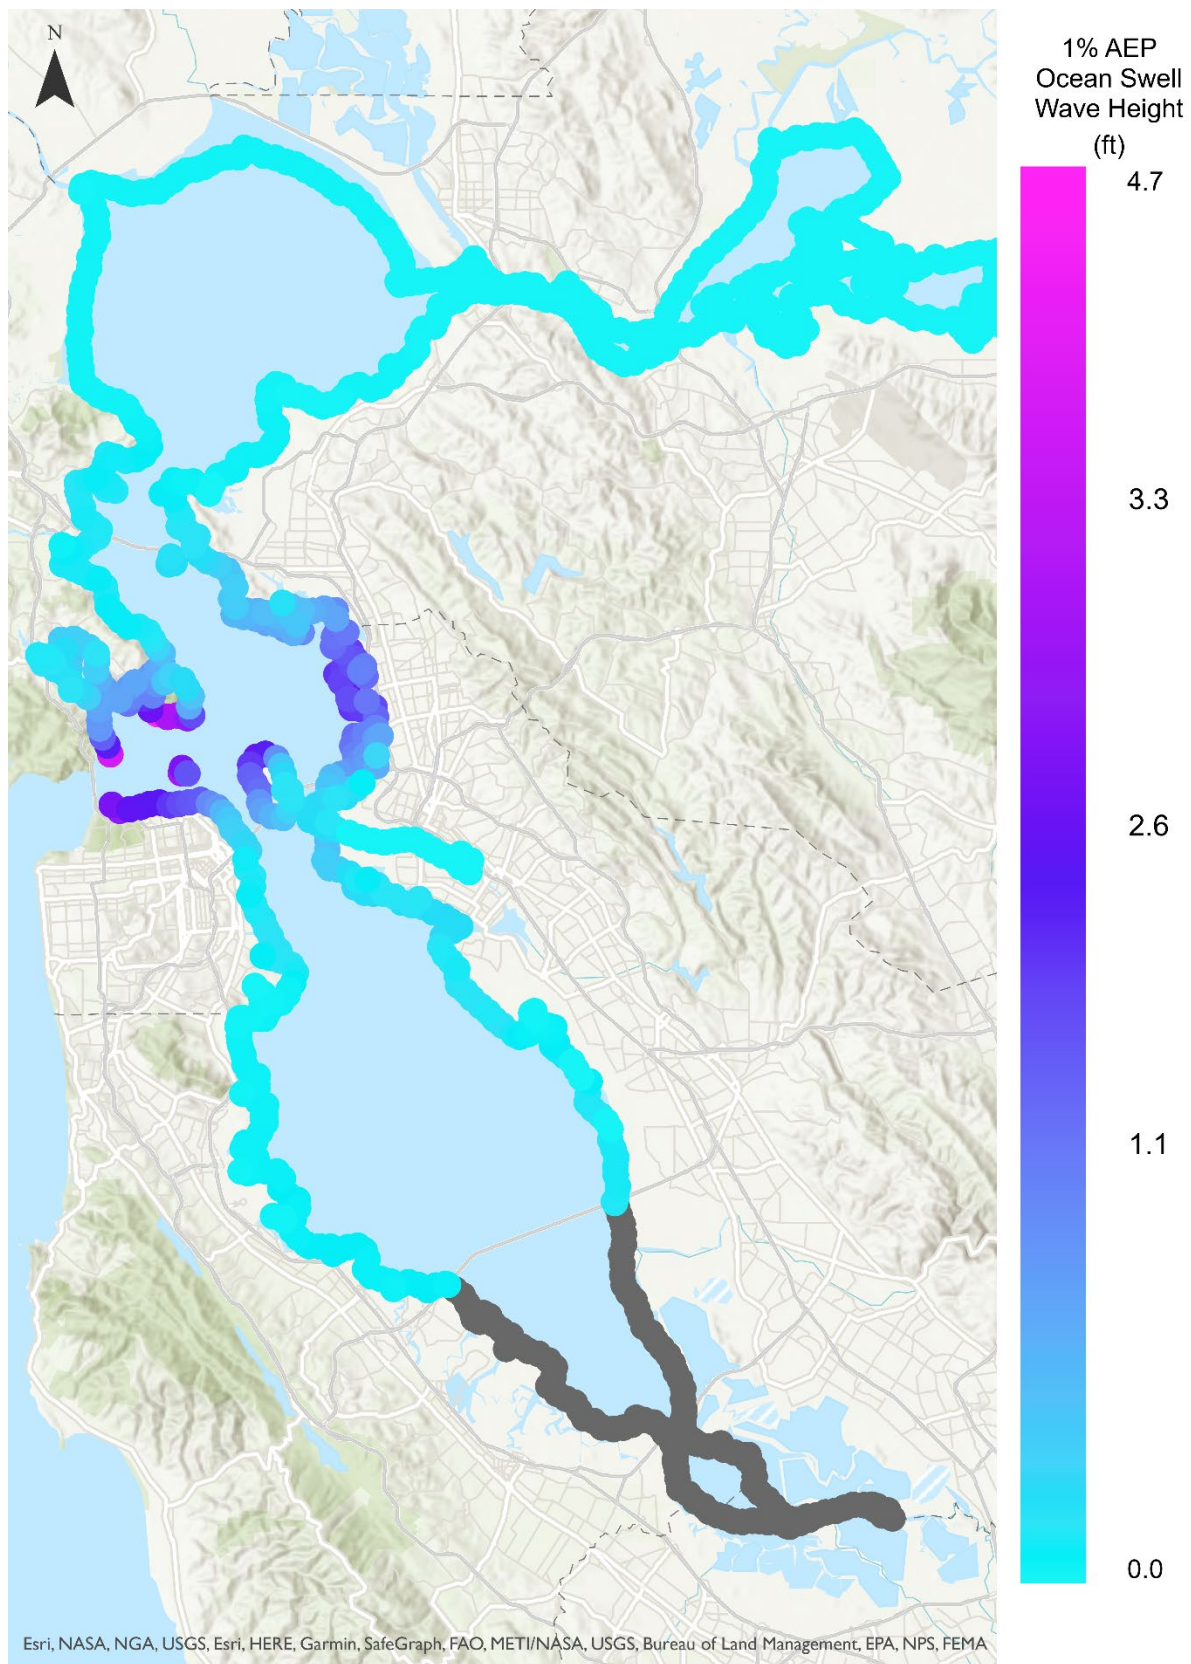 N
1% AEP
Ocean Swell
Wave Height
(ft)
4.7
3.3
2.6
1.1
0.0
Esri, NASA, NGA, USGS, Esri, HERE, Garmin, SafeGraph, FAO, METI/NASA, USGS, Bureau of Land Management, EPA, NPS, FEMA